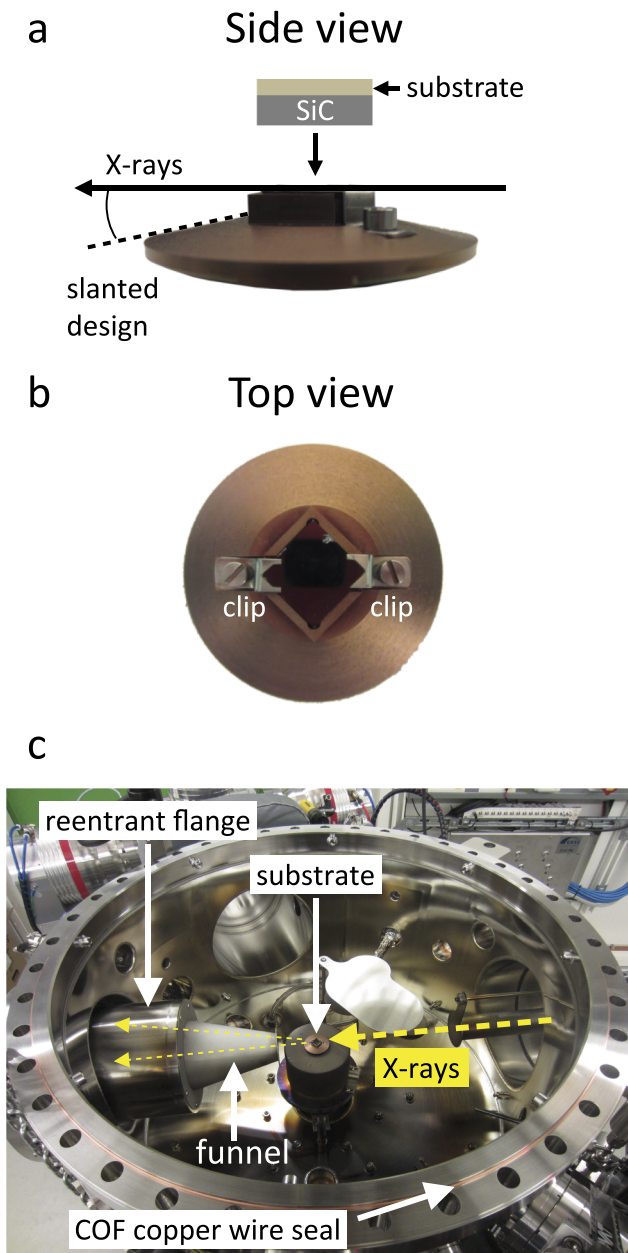 a
Side view
substrate
SiC
X-rays
slanted
design
b
Top view
clip
clip
c
reentrant flange
substrate
X-rays
funnel
COF copper wire seal